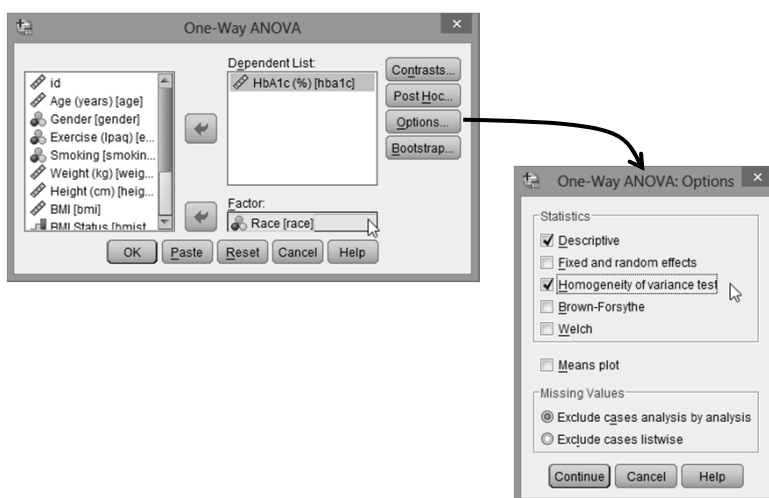 One-Way ANOVA
id
Age (years) [age]
Gender [gender]
Exercise (Ipaq) [e...
Smoking [smokin...
Weight (kg) [weig...
Height (cm) [heig...
BMI [bmi]
BMI Status [bmist
Dependent List:
HbA1c (%) [hba1c]
Factor:
Race [race]
Contrasts...
Post Hoc...
Options...
Bootstrap...
OK
Paste
Reset
Cancel
Help
One-Way ANOVA: Options
Statistics
Descriptive
Fixed and random effects
Homogeneity of variance test
Brown-Forsythe
Welch
Means plot
Missing Values
Exclude cases analysis by analysis
Exclude cases listwise
Continue
Cancel
Help